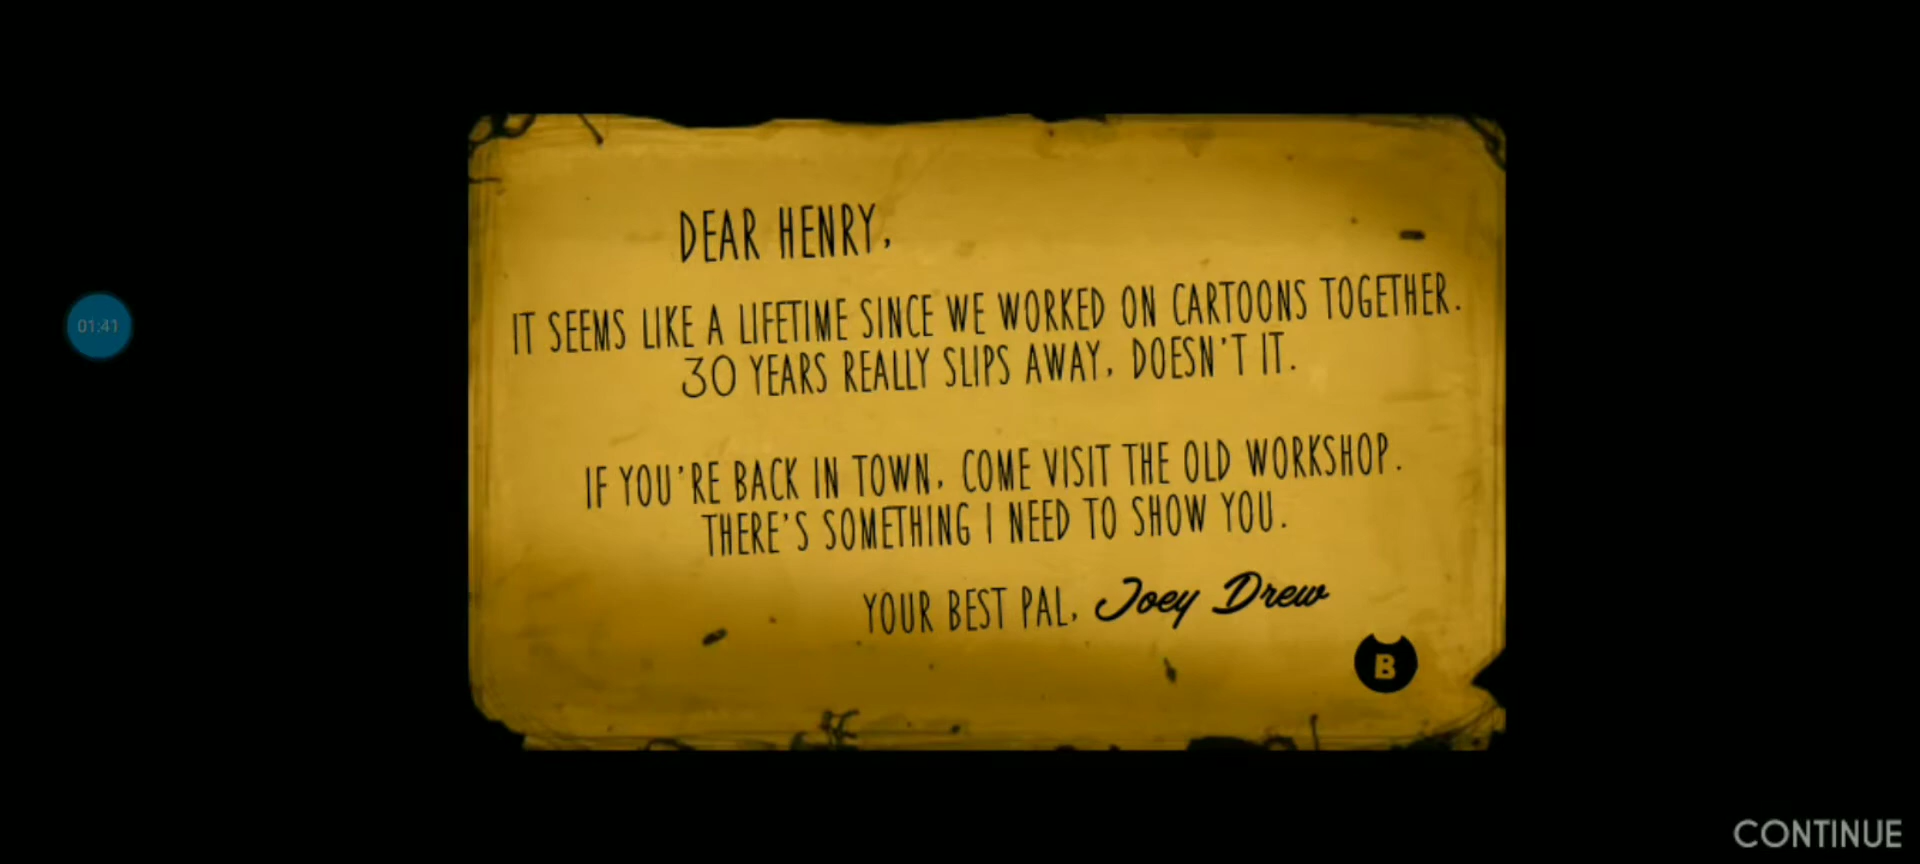 DEAR HENRY,
IT SEEMS LIKE A LIFETIME SINCE WE WORKED ON CARTOONS TOGETHER.
30 YEARS REALLY SLIPS AWAY, DOESN'T IT.
IF YOU'RE BACK IN TOWN, COME VISIT THE OLD WORKSHOP.
THERE'S SOMETHING I NEED TO SHOW YOU.
YOUR BEST PAL, Joey Drew
B
01:41
CONTINUE